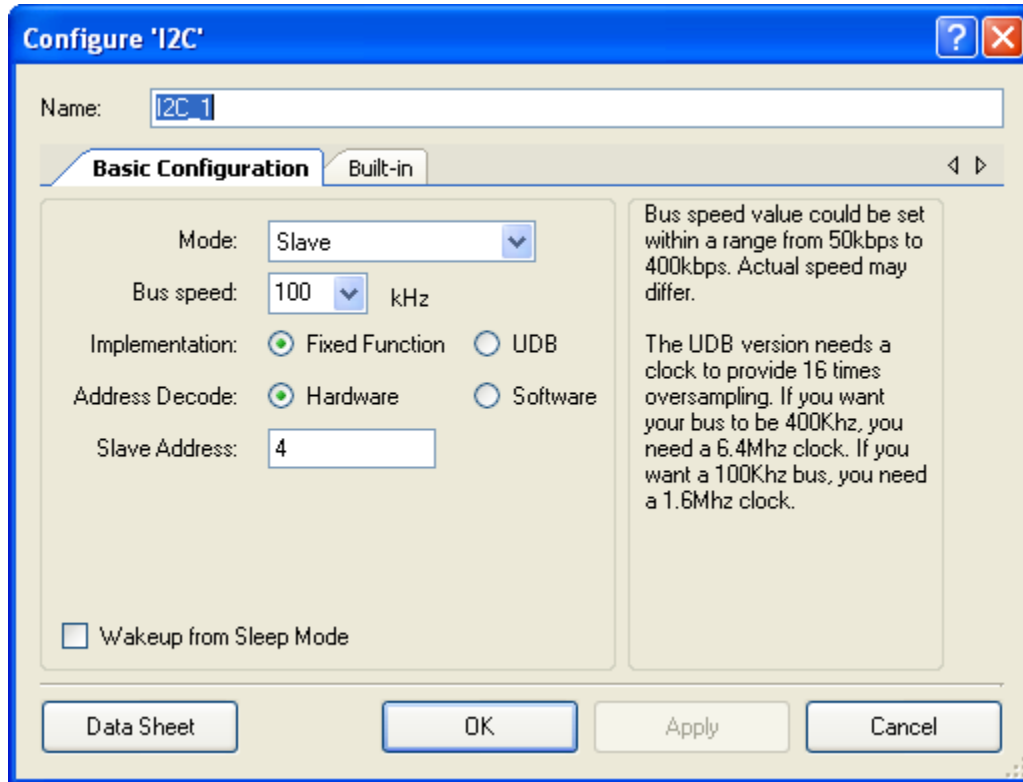 Configure 'I2C'
Name: I2C_1
Basic Configuration Built-in
Mode: Slave
Bus speed: 100 kHz
Implementation: Fixed Function UDB
Address Decode: Hardware Software
Slave Address: 4
Wakeup from Sleep Mode
Bus speed value could be set
within a range from 50kbps to
400kbps. Actual speed may
differ.
The UDB version needs a
clock to provide 16 times
oversampling. If you want
your bus to be 400Khz, you
need a 6.4Mhz clock. If you
want a 100Khz bus, you need
a 1.6Mhz clock.
Data Sheet OK Apply Cancel